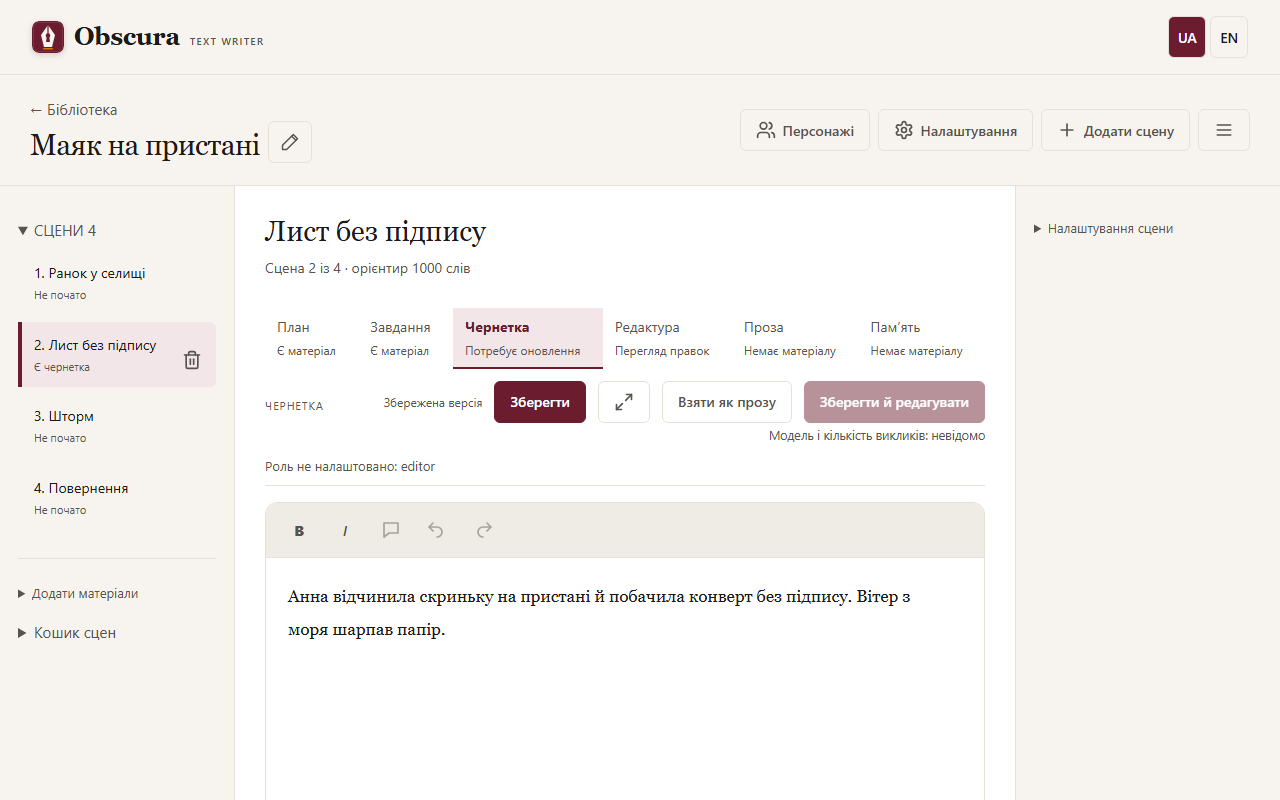 Obscura TEXT WRITER
UA EN
← Бібліотека
Маяк на пристані
Персонажі
Налаштування
Додати сцену
СЦЕНИ 4
1. Ранок у селищі
Не почато
2. Лист без підпису
Є чернетка
3. Шторм
Не почато
4. Повернення
Не почато
Додати матеріали
Кошик сцен
Лист без підпису
Сцена 2 із 4 · орієнтир 1000 слів
План
Є матеріал
Завдання
Є матеріал
Чернетка
Потребує оновлення
Редактура
Перегляд правок
Проза
Немає матеріалу
Пам’ять
Немає матеріалу
ЧЕРНЕТКА
Збережена версія
Зберегти
Взяти як прозу
Зберегти й редагувати
Модель і кількість викликів: невідомо
Роль не налаштовано: editor
B I
Анна відчинила скриньку на пристані й побачила конверт без підпису. Вітер з
моря шарпав папір.
Налаштування сцени